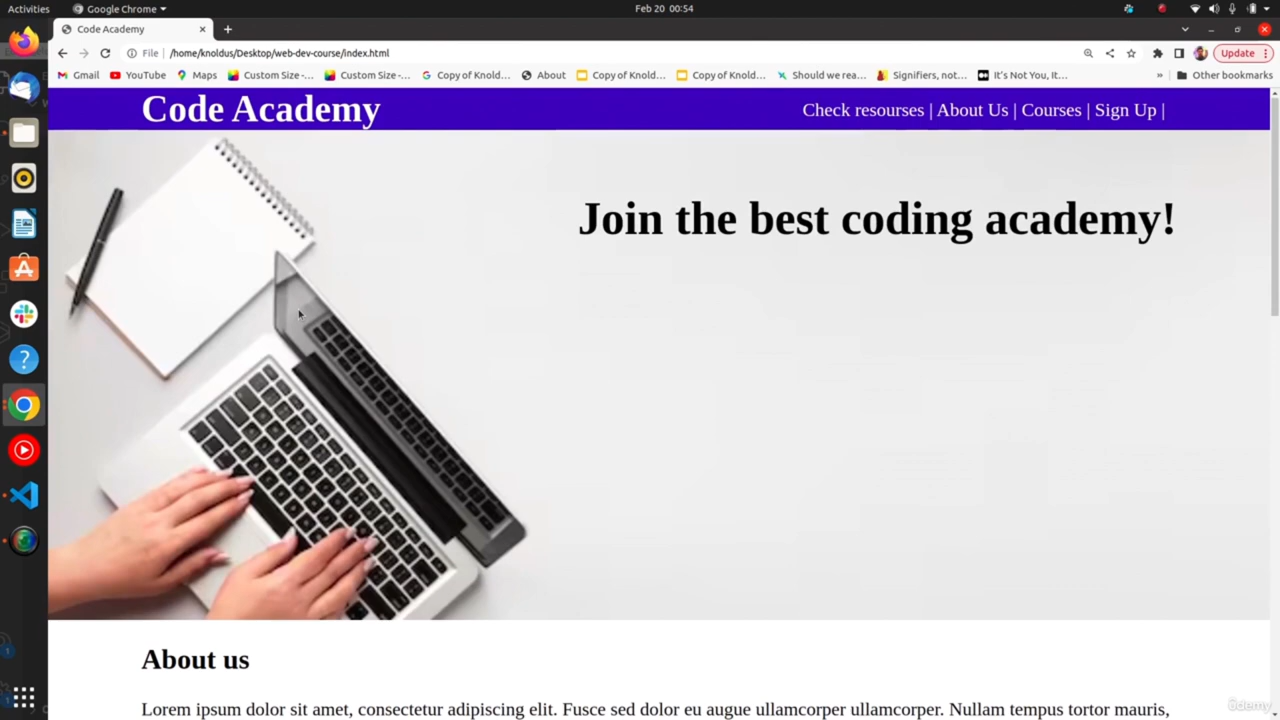 Activities
Google Chrome
Feb 20 00:54
Code Academy
File
/home/knoldus/Desktop/web-dev-course/index.html
Update
Gmail
YouTube
Maps
Custom Size -...
Custom Size -...
Copy of Knol...
About
Copy of Knol...
Copy of Knol...
Should we rea...
Signifiers, not...
It's Not You, It...
»
Other bookmarks
Code Academy
Check resourses | About Us | Courses | Sign Up |
Join the best coding academy!
About us
Lorem ipsum dolor sit amet, consectetur adipiscing elit. Fusce sed dolor eu augue ullamcorper ullamcorper. Nullam tempus tortor mauris,
ûdemy